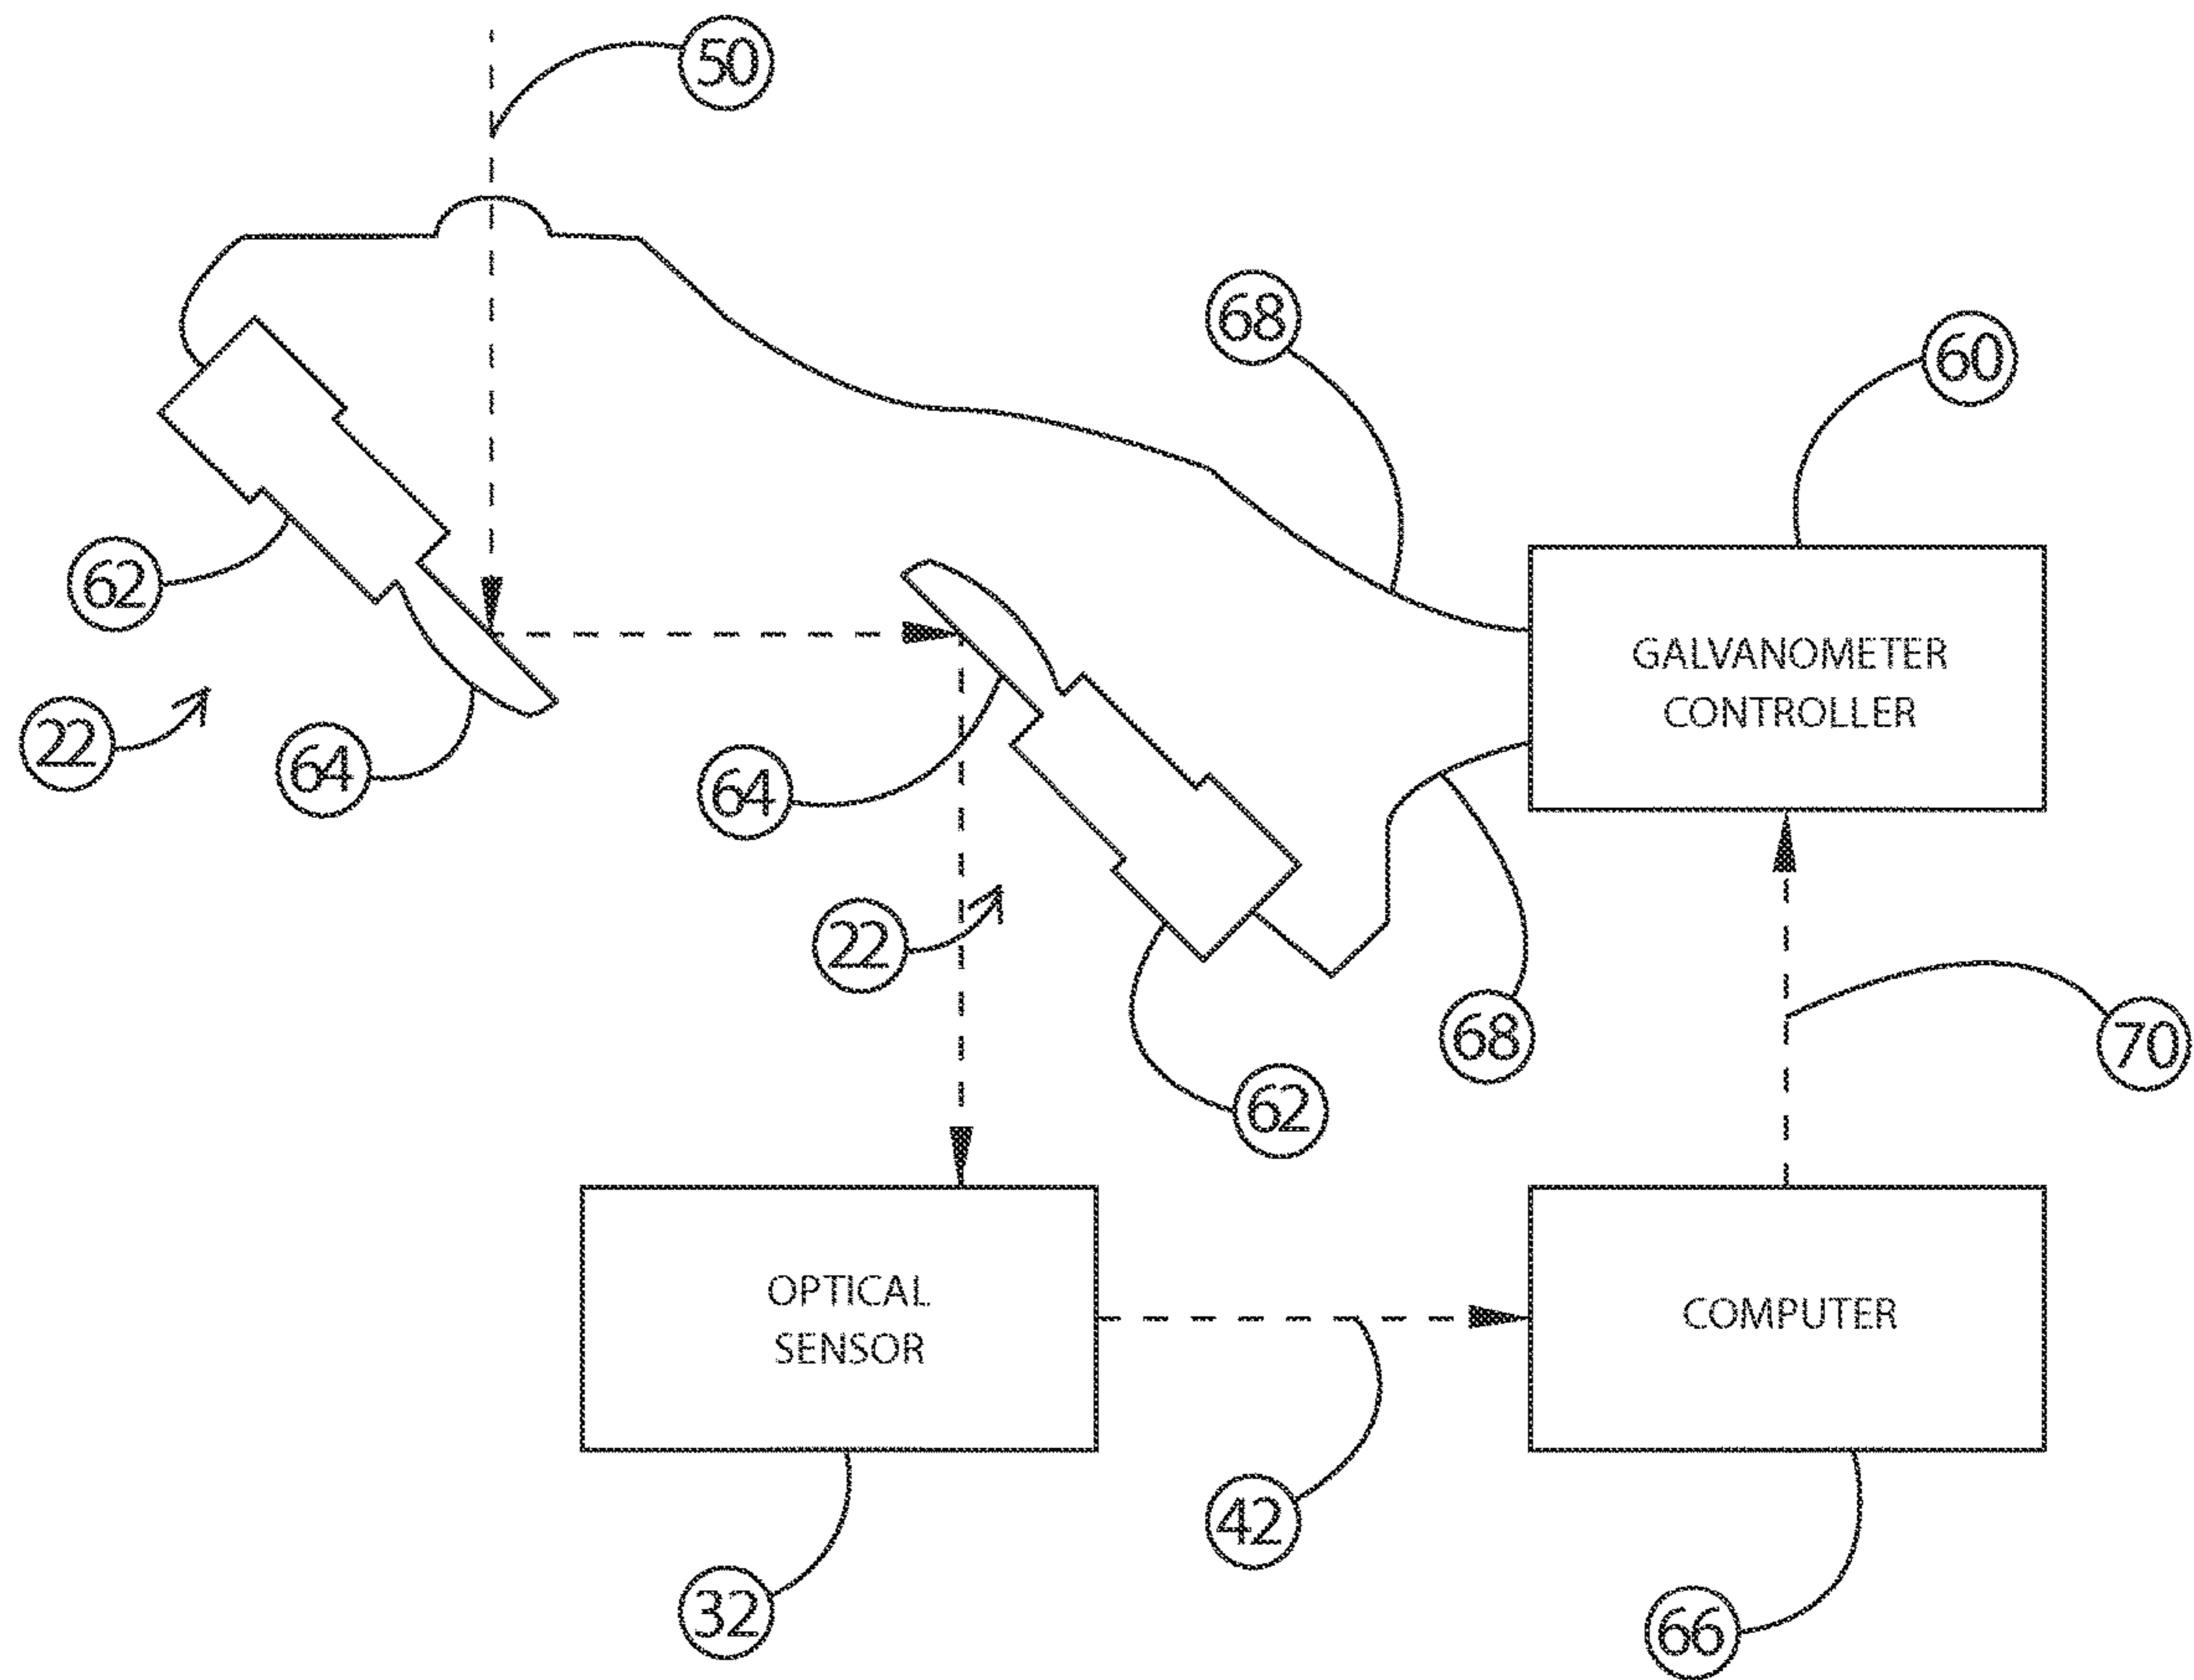 50
68
60
62
GALVANOMETER
CONTROLLER
22
64
64
22
68
70
62
OPTICAL
SENSOR
COMPUTER
42
32
66